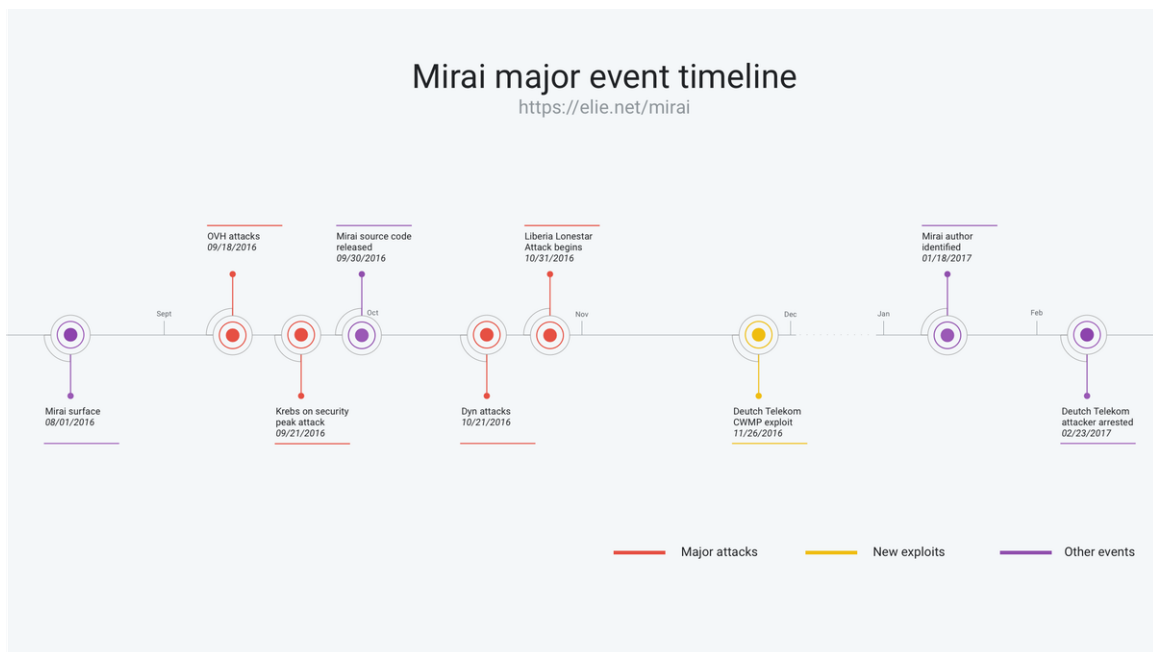 Mirai major event timeline
https://elie.net/mirai
OVH attacks
09/18/2016
Mirai source code
released
09/30/2016
Liberia Lonestar
Attack begins
10/31/2016
Mirai author
identified
01/18/2017
Sept
Oct
Nov
Dec
Jan
Feb
Mirai surface
08/01/2016
Krebs on security
peak attack
09/21/2016
Dyn attacks
10/21/2016
Deutch Telekom
CWMP exploit
11/26/2016
Deutch Telekom
attacker arrested
02/23/2017
Major attacks
New exploits
Other events